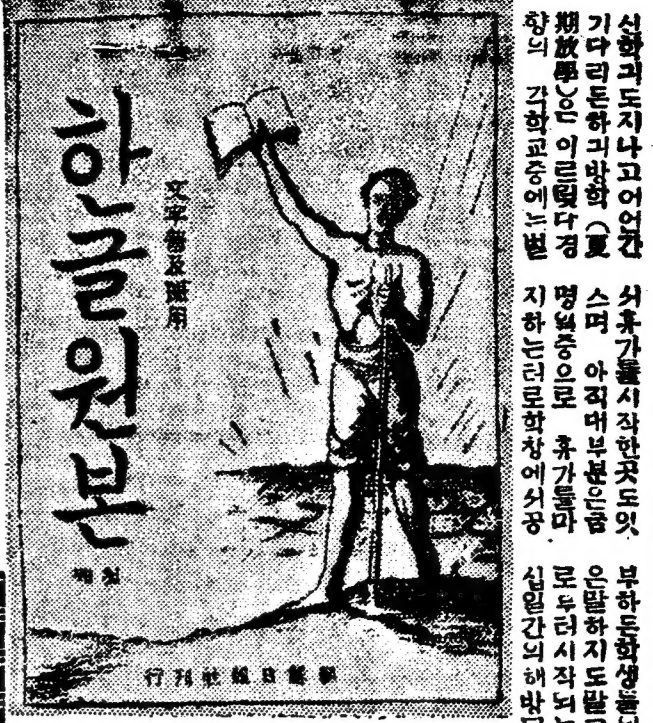 文字普及班用
한글원본
朝鮮日報社刊行
신학긔도지나고어언간
기다리든하긔방학 (夏
期放學)은 이르럿다경
향의 각학교중에느벌
서휴가를시작한곳도잇
스며 아직대부분은금
명일중으로 휴가를마
지하는터로학창에서공
부하든학생들
은말하지도말
로부터시작되
십일간의해방